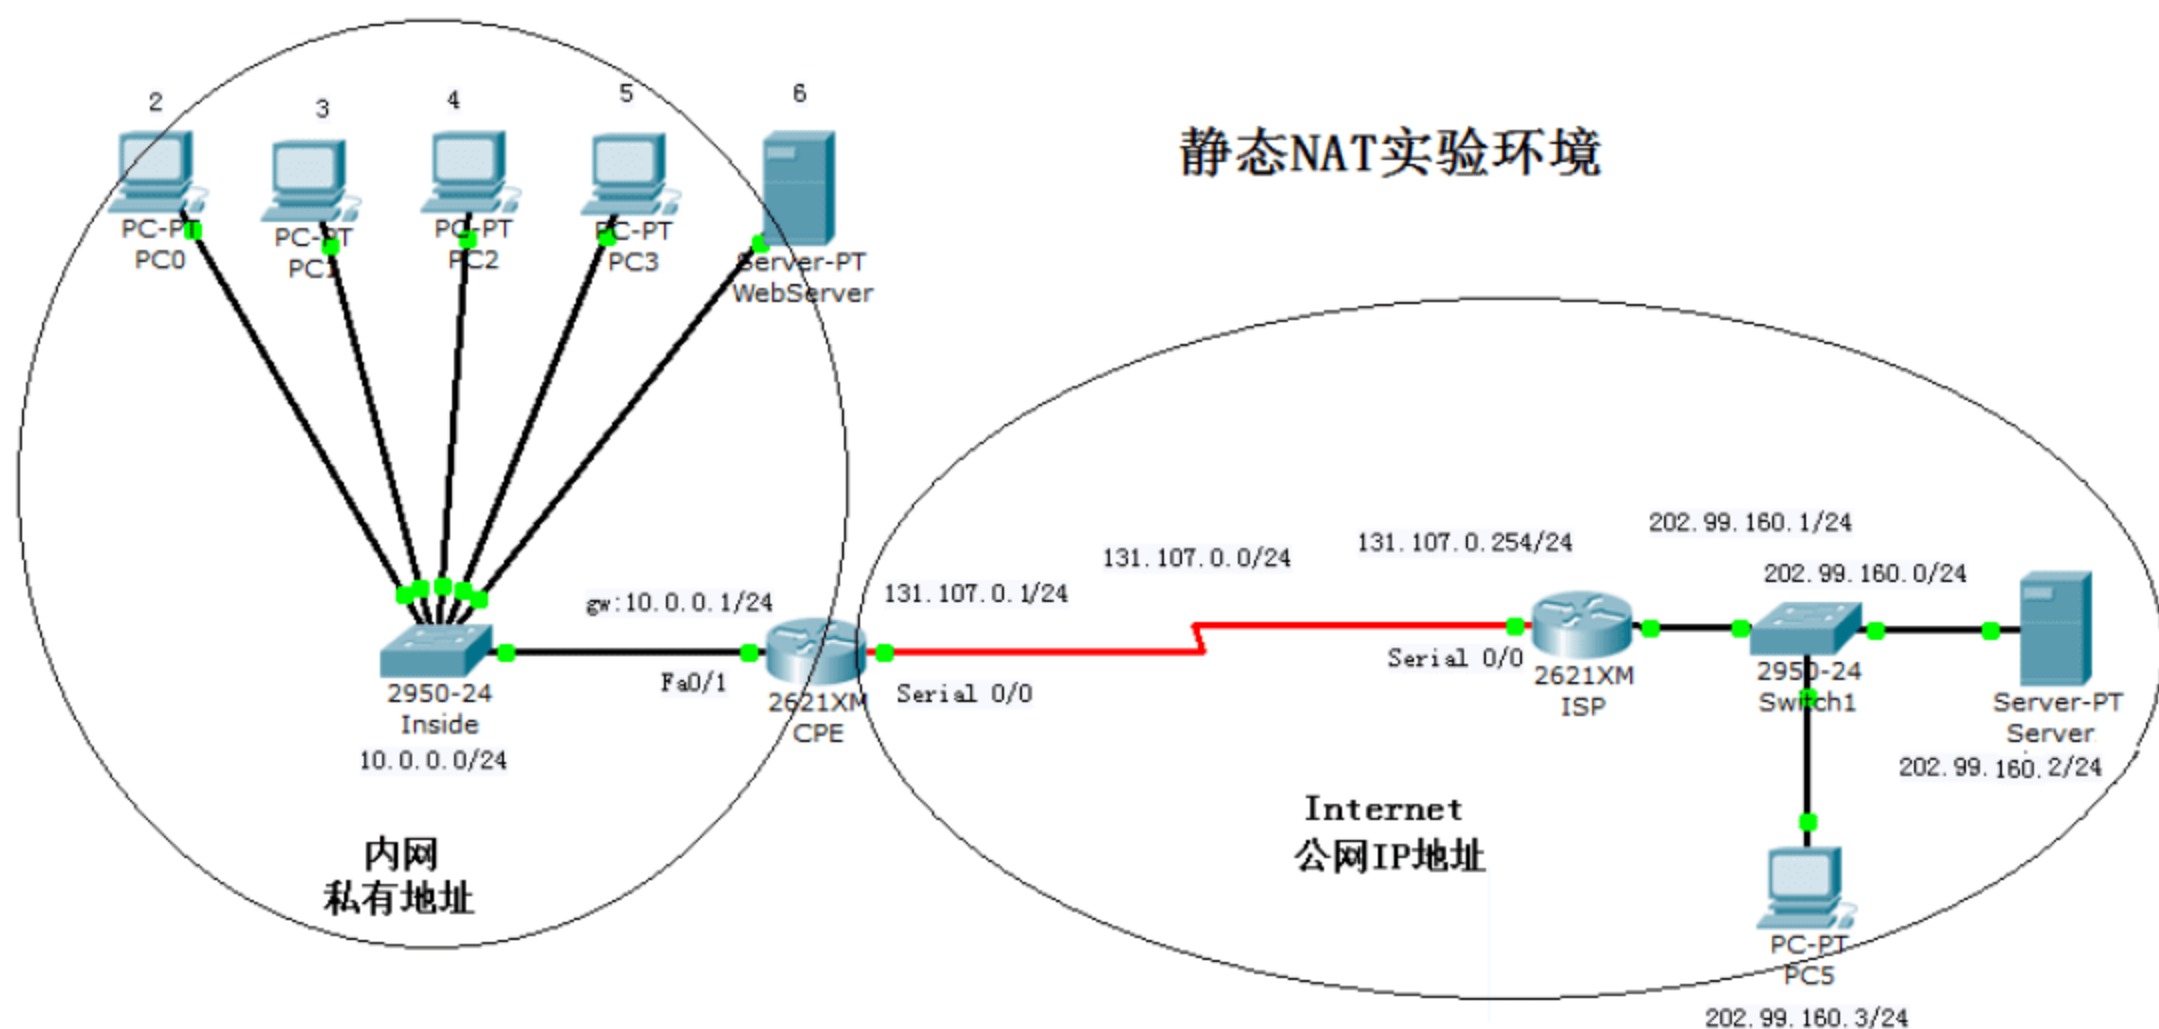 静态NAT实验环境
2
3
4
5
6
PC-PT
PC0
PC-PT
PC1
PC-PT
PC2
PC-PT
PC3
Server-PT
WebServer
gw:10.0.0.1/24
Fa0/1
2950-24
Inside
10.0.0.0/24
内网
私有地址
131.107.0.1/24
Serial 0/0
2621XM
CPE
131.107.0.0/24
131.107.0.254/24
Serial 0/0
2621XM
ISP
202.99.160.1/24
202.99.160.0/24
2950-24
Switch1
Server-PT
Server
202.99.160.2/24
Internet
公网IP地址
PC-PT
PC5
202.99.160.3/24